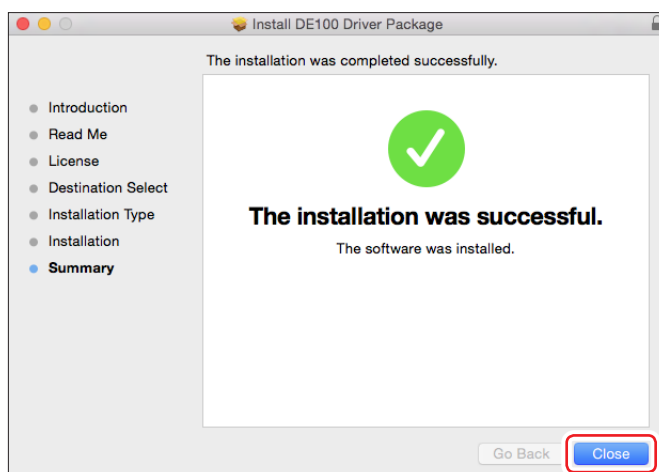 Install DE100 Driver Package
The installation was completed successfully.
Introduction
Read Me
License
Destination Select
Installation Type
Installation
Summary
The installation was successful.
The software was installed.
Go Back
Close